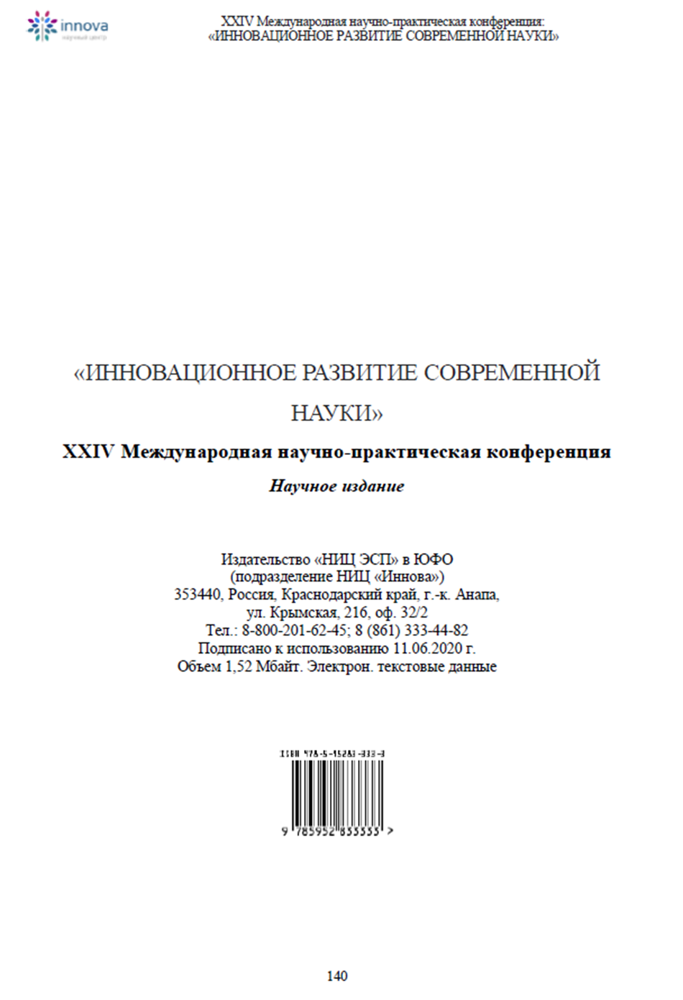 innova
научный центр
XXIV Международная научно-практическая конференция:
«ИННОВАЦИОННОЕ РАЗВИТИЕ СОВРЕМЕННОЙ НАУКИ»
«ИННОВАЦИОННОЕ РАЗВИТИЕ СОВРЕМЕННОЙ
НАУКИ»
XXIV Международная научно-практическая конференция
Научное издание
Издательство «НИЦ ЭСП» в ЮФО
(подразделение НИЦ «Иннова»)
353440, Россия, Краснодарский край, г.-к. Анапа,
ул. Крымская, 216, оф. 32/2
Тел.: 8-800-201-62-45; 8 (861) 333-44-82
Подписано к использованию 11.06.2020 г.
Объем 1,52 Мбайт. Электрон. текстовые данные
ISBN 978-5-95283-333-3
9 785952 833333 >
140